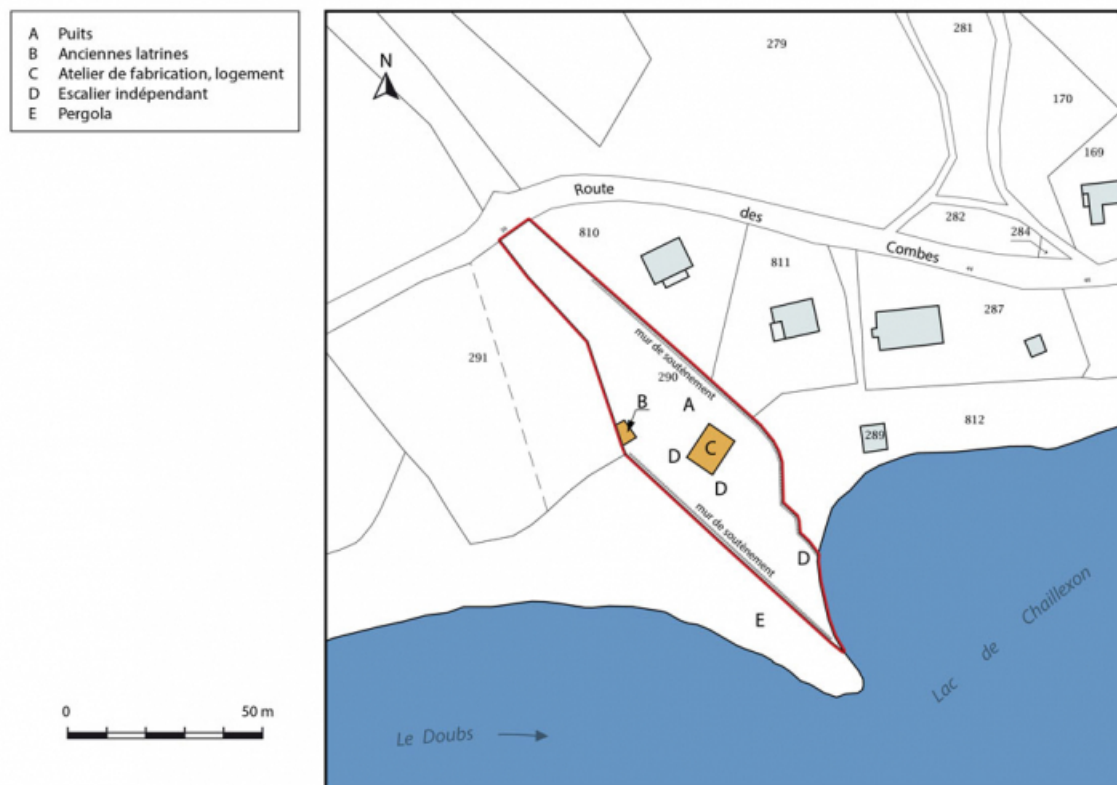 A Puits
B Anciennes latrines
C Atelier de fabrication, logement
D Escalier indépendant
E Pergola
N
279
281
170
169
Route
des
Combes
282
284
810
811
287
291
mur de soutènement
290
A
B
C
D
D
289
812
mur de soutènement
D
E
Lac de Chaillexon
0 50 m
Le Doubs